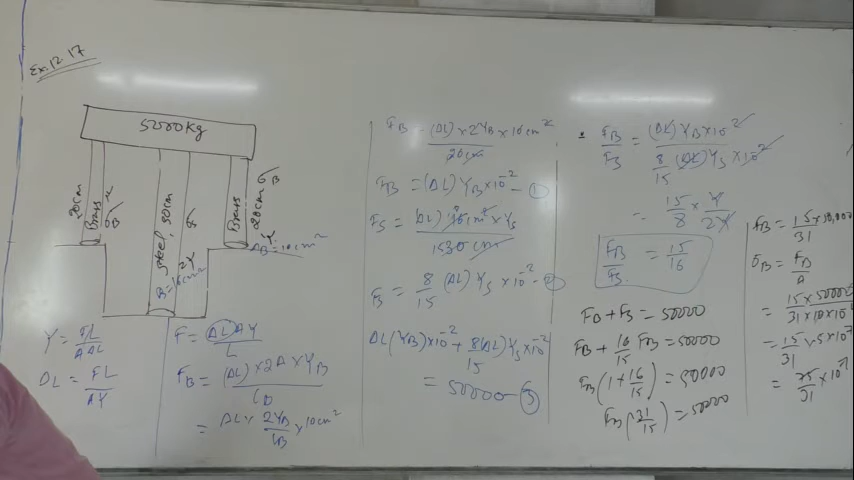 Ex. 12.17
5000kg
20cm
Brass
σB
steel, 30cm
16cm²
Brass
20cm
σB
AB=10cm²
Y = FL/AΔL
ΔL = FL/AY
F = ΔLAY/L
FB = (ΔL)×2A×YB/lB
= ΔL× 2YB/lB ×10cm²
FB = (ΔL)×2YB×10cm²/20cm
FB = (ΔL)YB×10⁻² — ①
FS = (ΔL) 16cm²×YS/30cm
= 8/15 (ΔL)YS×10⁻² — ②
ΔL(YB)×10⁻² + 8/15(ΔL)YS×10⁻²
= 50000 — ③
FB/FS = (ΔL)YB×10⁻²/8/15 (ΔL)YS×10⁻²
15/8 × Y/2Y
FB/FS = 15/16
FB + FS = 50000
FB + 16/15 FB = 50000
FB(1+16/15) = 50000
FB(31/15) = 50000
FB = 15×50,000/31
σB = FB/A
= 15×50000/31×10×10⁻⁴
= 15/31 ×5×10⁷
= 75/31 ×10⁷